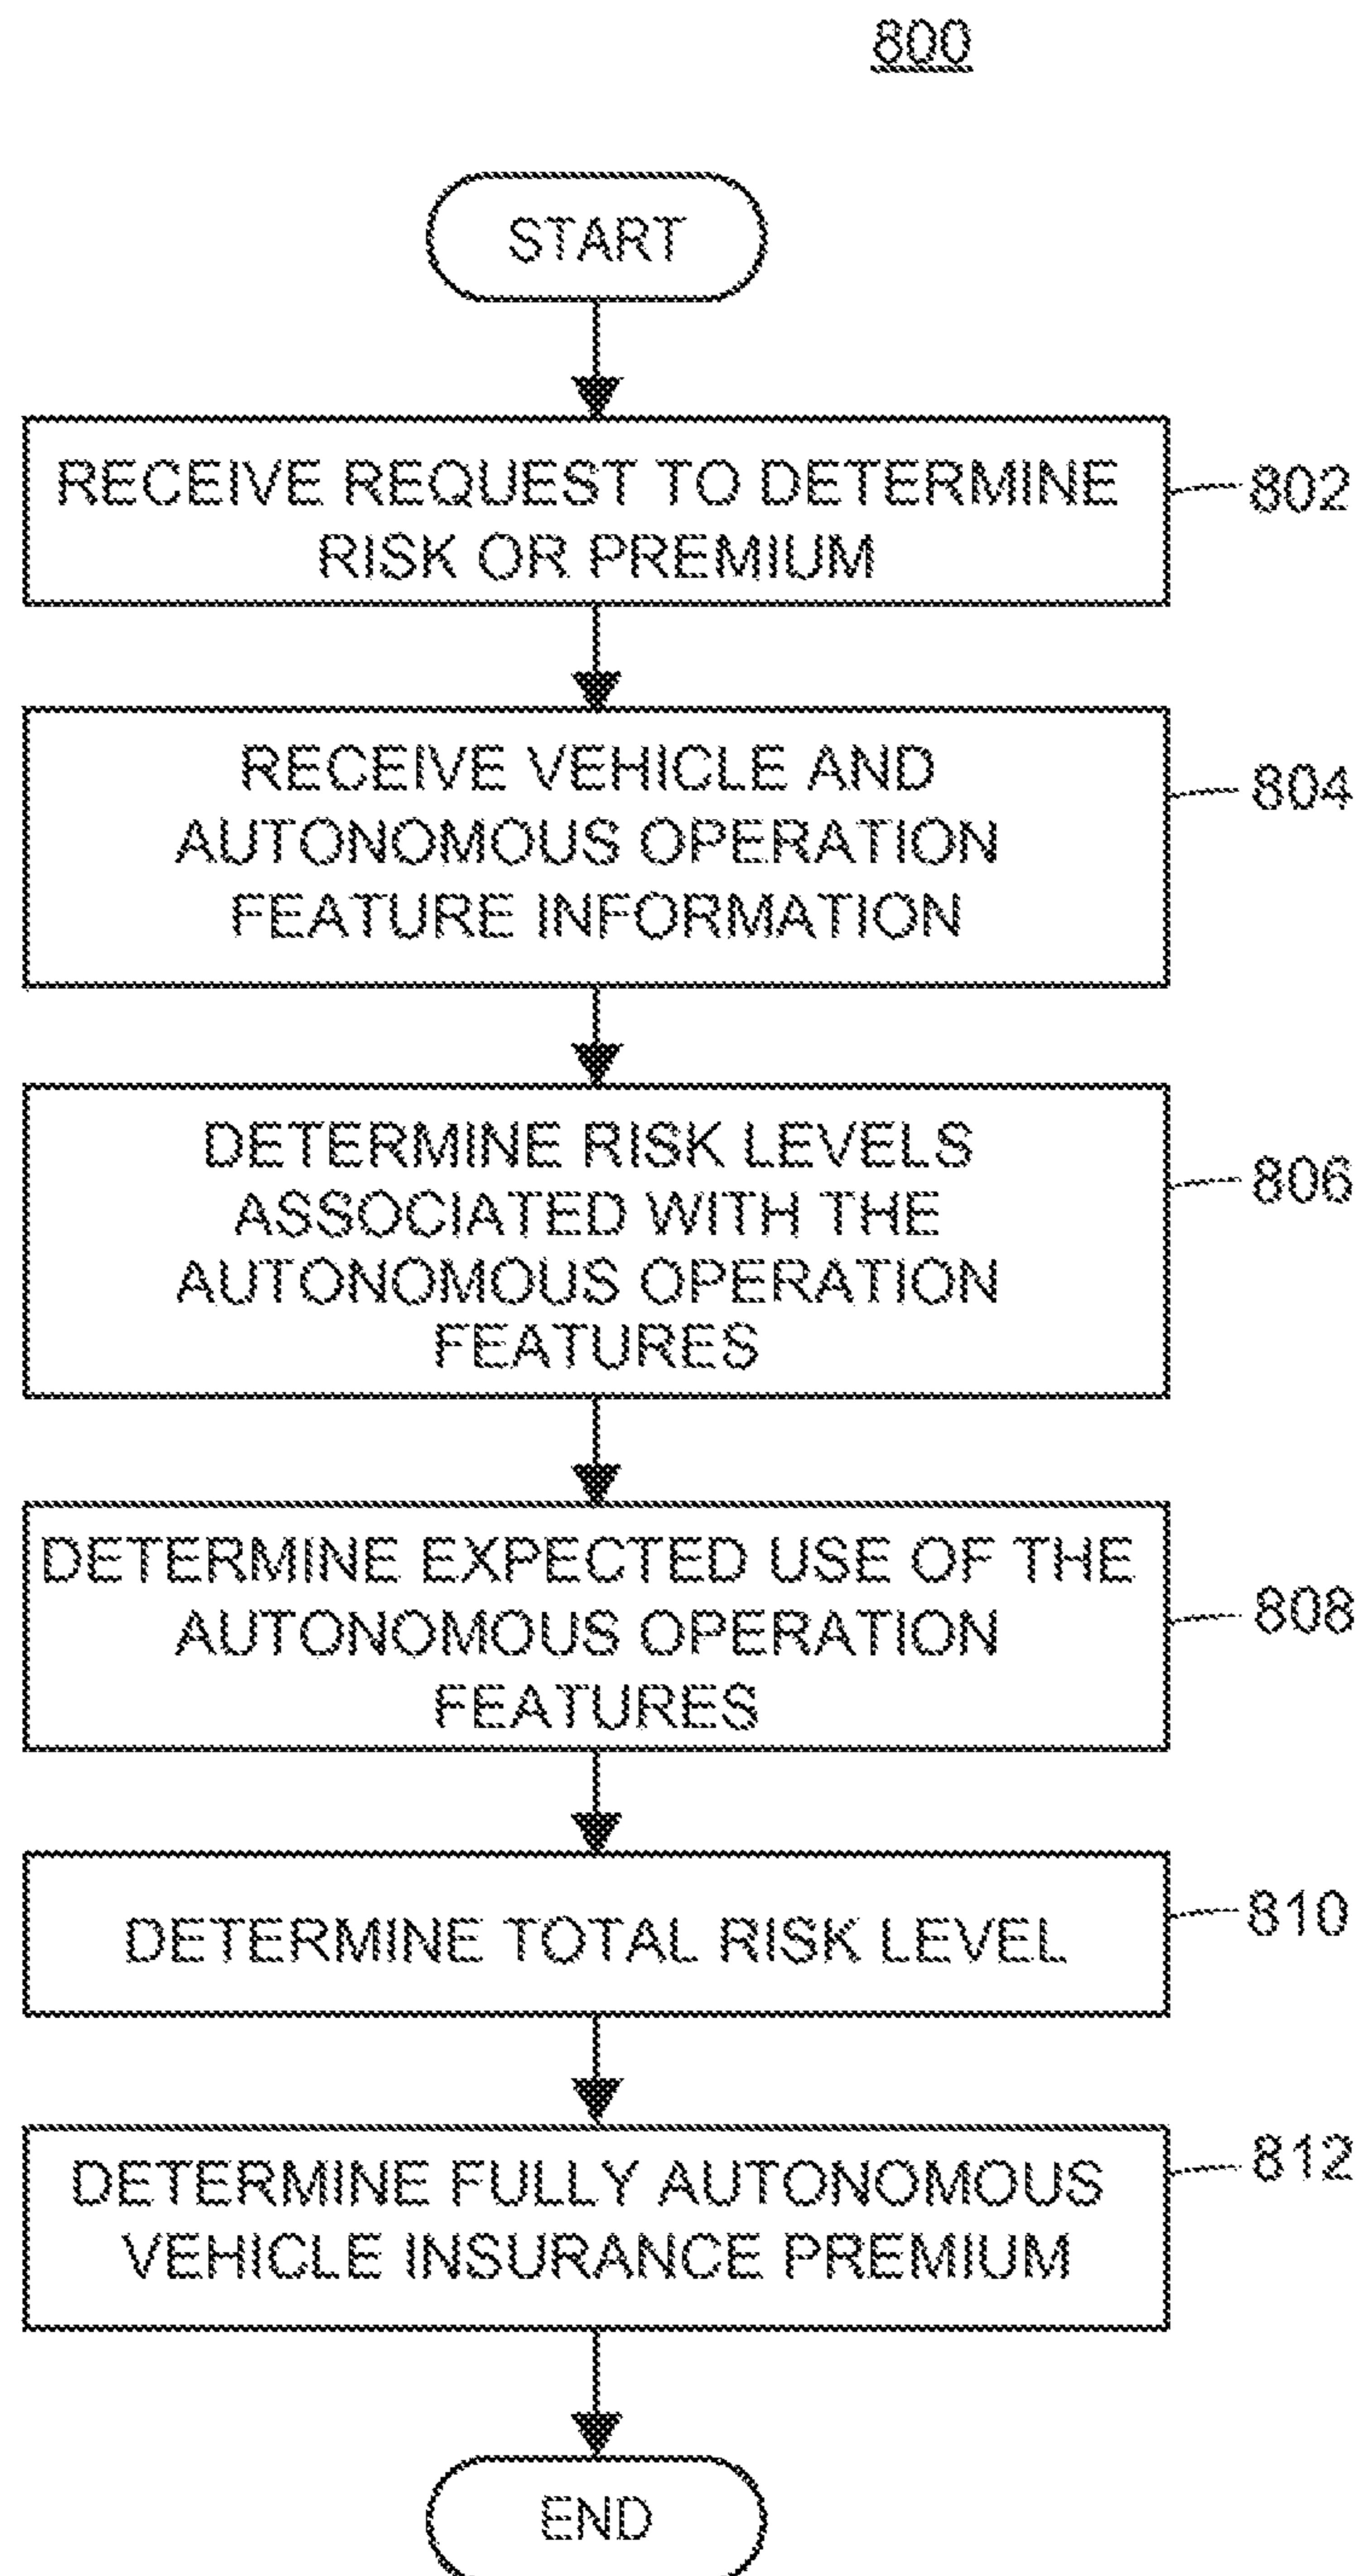 800
START
RECEIVE REQUEST TO DETERMINE
RISK OR PREMIUM
802
RECEIVE VEHICLE AND
AUTONOMOUS OPERATION
FEATURE INFORMATION
804
DETERMINE RISK LEVELS
ASSOCIATED WITH THE
AUTONOMOUS OPERATION
FEATURES
806
DETERMINE EXPECTED USE OF THE
AUTONOMOUS OPERATION
FEATURES
808
DETERMINE TOTAL RISK LEVEL
810
DETERMINE FULLY AUTONOMOUS
VEHICLE INSURANCE PREMIUM
812
END